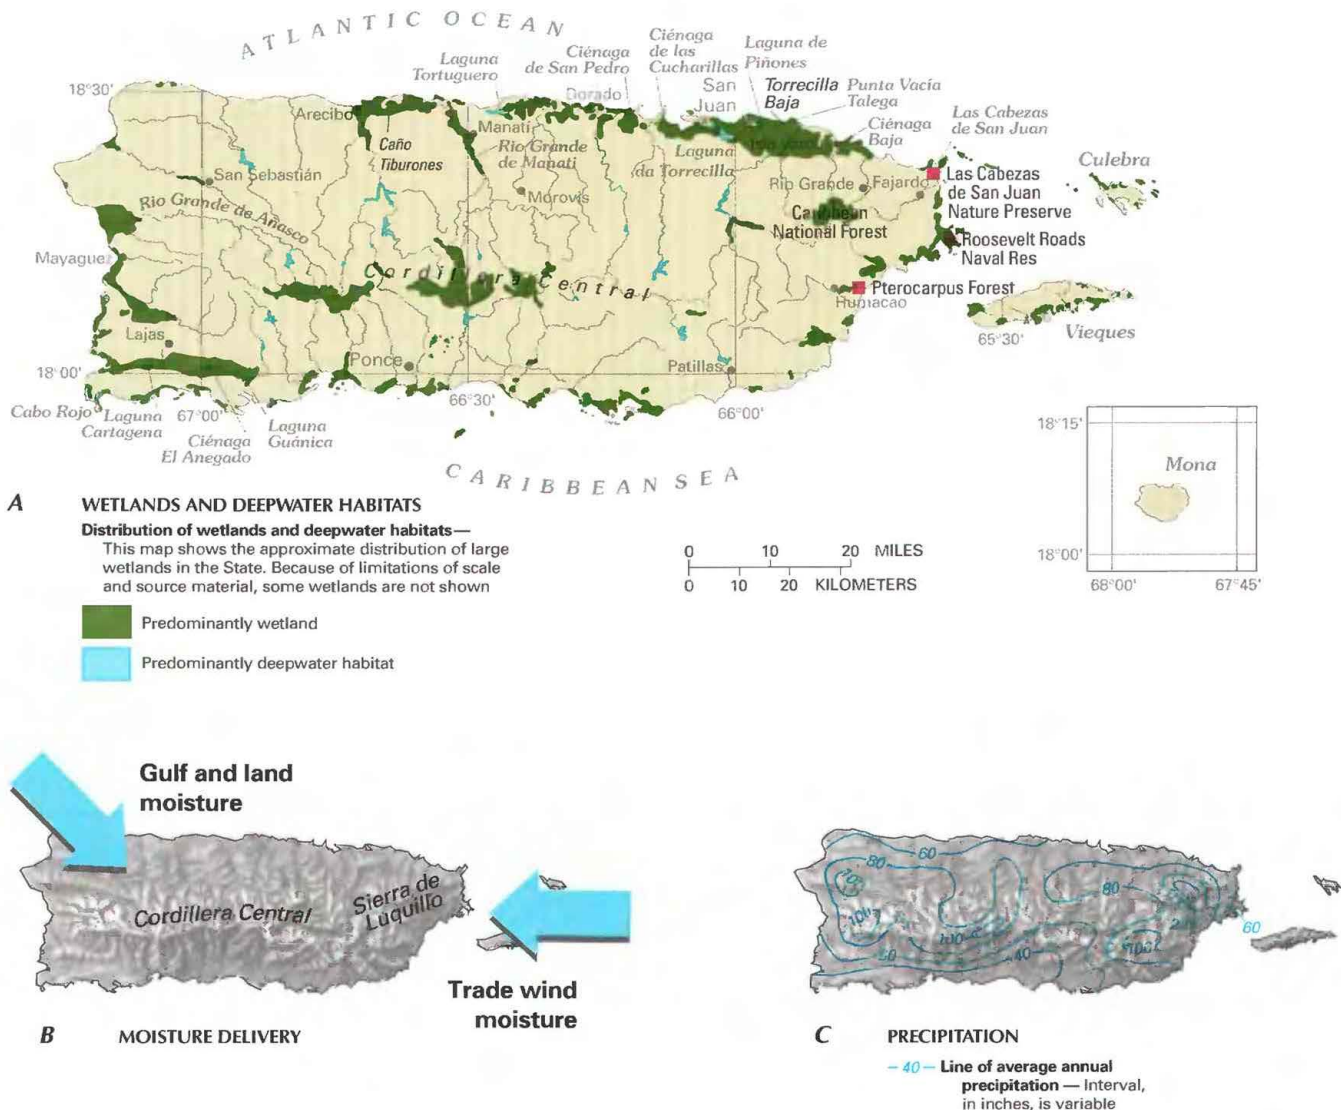 ATLANTIC OCEAN
Laguna
Tortuguero
Ciénaga
de San Pedro
Ciénaga
de las
Cucharillas
Laguna de
Piñones
Dorado
San
Juan
Torrecilla
Baja
Punta Vacía
Talega
Las Cabezas
de San Juan
18°30'
Arecibo
Manatí
Caño
Tiburones
Rio Grande
de Manati
Laguna
da Torrecilla
Ciénaga
Baja
Culebra
San Sebastián
Morovis
Rio Grande
Fajardo
Las Cabezas
de San Juan
Nature Preserve
Rio Grande de Añasco
Caribbean
National Forest
Roosevelt Roads
Naval Res
Mayaguez
Cordillera Central
Pterocarpus Forest
Humacao
Lajas
Ponce
Patillas
65°30'
Vieques
18°00'
Cabo Rojo
Laguna
Cartagena
67°00'
Ciénaga
El Anegado
Laguna
Guánica
66°30'
66°00'
CARIBBEAN SEA
18°15'
Mona
18°00'
68°00'
67°45'
A WETLANDS AND DEEPWATER HABITATS
Distribution of wetlands and deepwater habitats—
This map shows the approximate distribution of large
wetlands in the State. Because of limitations of scale
and source material, some wetlands are not shown
Predominantly wetland
Predominantly deepwater habitat
0 10 20 MILES
0 10 20 KILOMETERS
Gulf and land
moisture
Cordillera Central
Sierra de
Luquillo
Trade wind
moisture
B MOISTURE DELIVERY
60
80
80
100
60
40
60
C PRECIPITATION
– 40 — Line of average annual
precipitation — Interval,
in inches, is variable